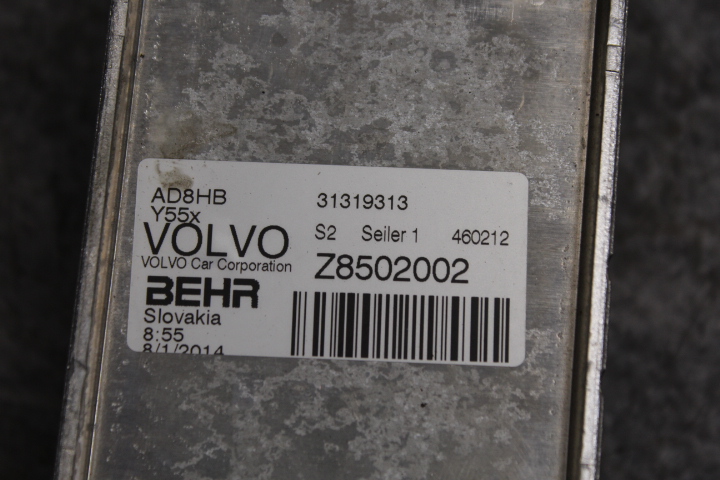 AD8HB 31319313
Y55x
VOLVO S2 Seiler 1 460212
VOLVO Car Corporation Z8502002
BEHR
Slovakia
8:55
8/1/2014